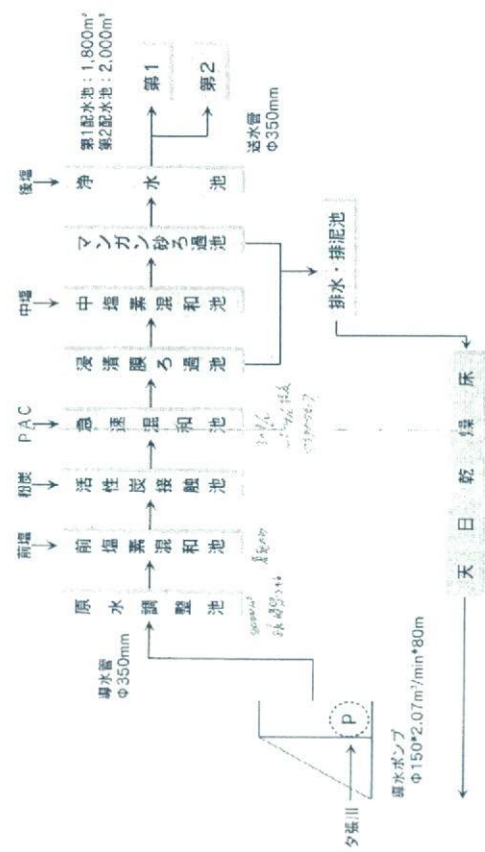 夕張川
導水ポンプ
Φ150*2.07m³/min*80m
P
導水管
Φ350mm
原水調整池
前塩
前塩素混和池
粉炭
活性炭接触池
PAC
急速混和池
浸漬膜ろ過池
中塩
中塩素混和池
マンガン砂ろ過池
後塩
浄水池
第1配水池：1,800m³
第2配水池：2,000m³
第1
第2
送水管
Φ350mm
排水・排泥池
天日乾燥床